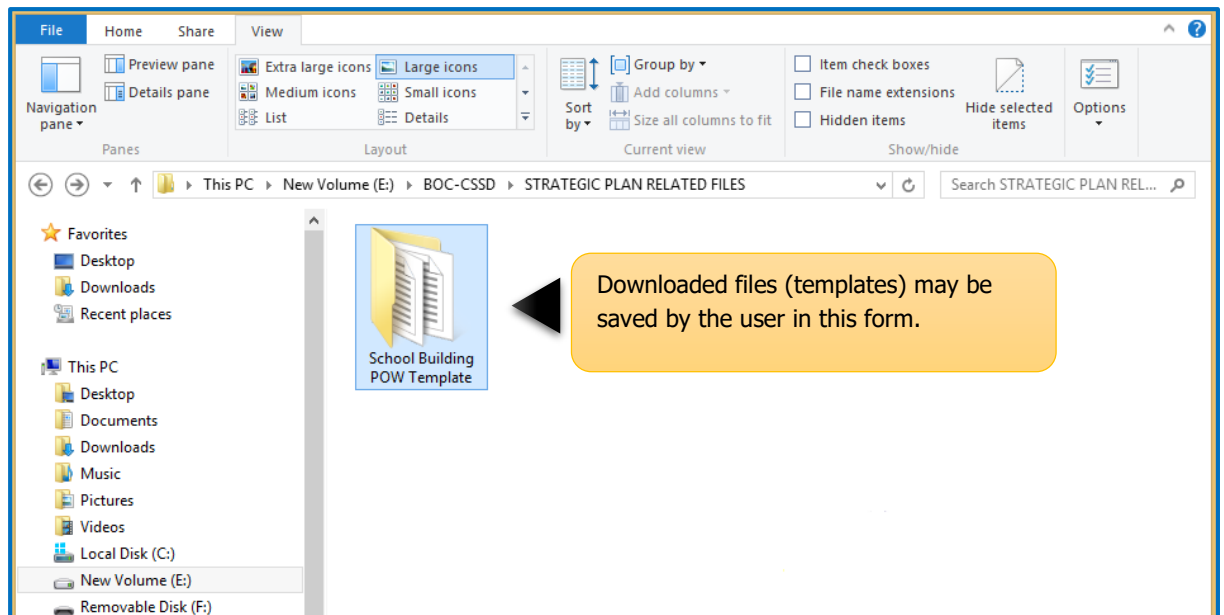 File Home Share View
Preview pane
Details pane
Navigation
pane
Panes
Extra large icons Large icons
Medium icons Small icons
List Details
Layout
Sort
by
Group by
Add columns
Size all columns to fit
Current view
Item check boxes
File name extensions
Hidden items
Hide selected
items
Show/hide
Options
This PC New Volume (E:) BOC-CSSD STRATEGIC PLAN RELATED FILES
Search STRATEGIC PLAN REL...
Favorites
Desktop
Downloads
Recent places
This PC
Desktop
Documents
Downloads
Music
Pictures
Videos
Local Disk (C:)
New Volume (E:)
Removable Disk (F:)
School Building
POW Template
Downloaded files (templates) may be
saved by the user in this form.